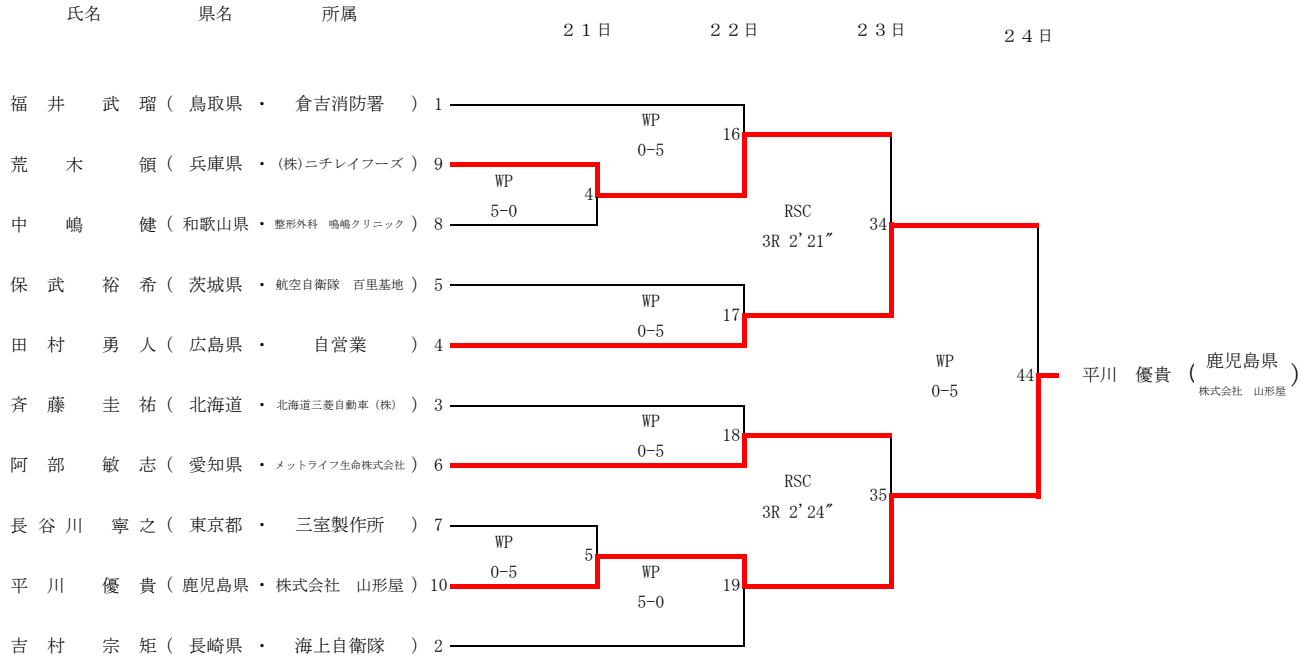 氏名 県名 所属
２１日 ２２日 ２３日 ２４日
福 井 武 瑠 ( 鳥取県 ・ 倉吉消防署 ) 1
WP 16
0-5
荒 木 領 ( 兵庫県 ・ (株)ニチレイフーズ ) 9
WP 4
5-0
RSC 34
3R 2'21″
中 嶋 健 ( 和歌山県 ・ 整形外科 鳴嶋クリニック ) 8
保 武 裕 希 ( 茨城県 ・ 航空自衛隊 百里基地 ) 5
WP 17
0-5
田 村 勇 人 ( 広島県 ・ 自営業 ) 4
WP 44 平川 優貴 ( 鹿児島県 )
0-5 株式会社 山形屋
斉 藤 圭 祐 ( 北海道 ・ 北海道三菱自動車（株） ) 3
WP 18
0-5
阿 部 敏 志 ( 愛知県 ・ メットライフ生命株式会社 ) 6
RSC 35
3R 2'24″
長 谷 川 寧 之 ( 東京都 ・ 三室製作所 ) 7
WP 5
0-5
平 川 優 貴 ( 鹿児島県 ・ 株式会社 山形屋 ) 10
WP 19
5-0
吉 村 宗 矩 ( 長崎県 ・ 海上自衛隊 ) 2